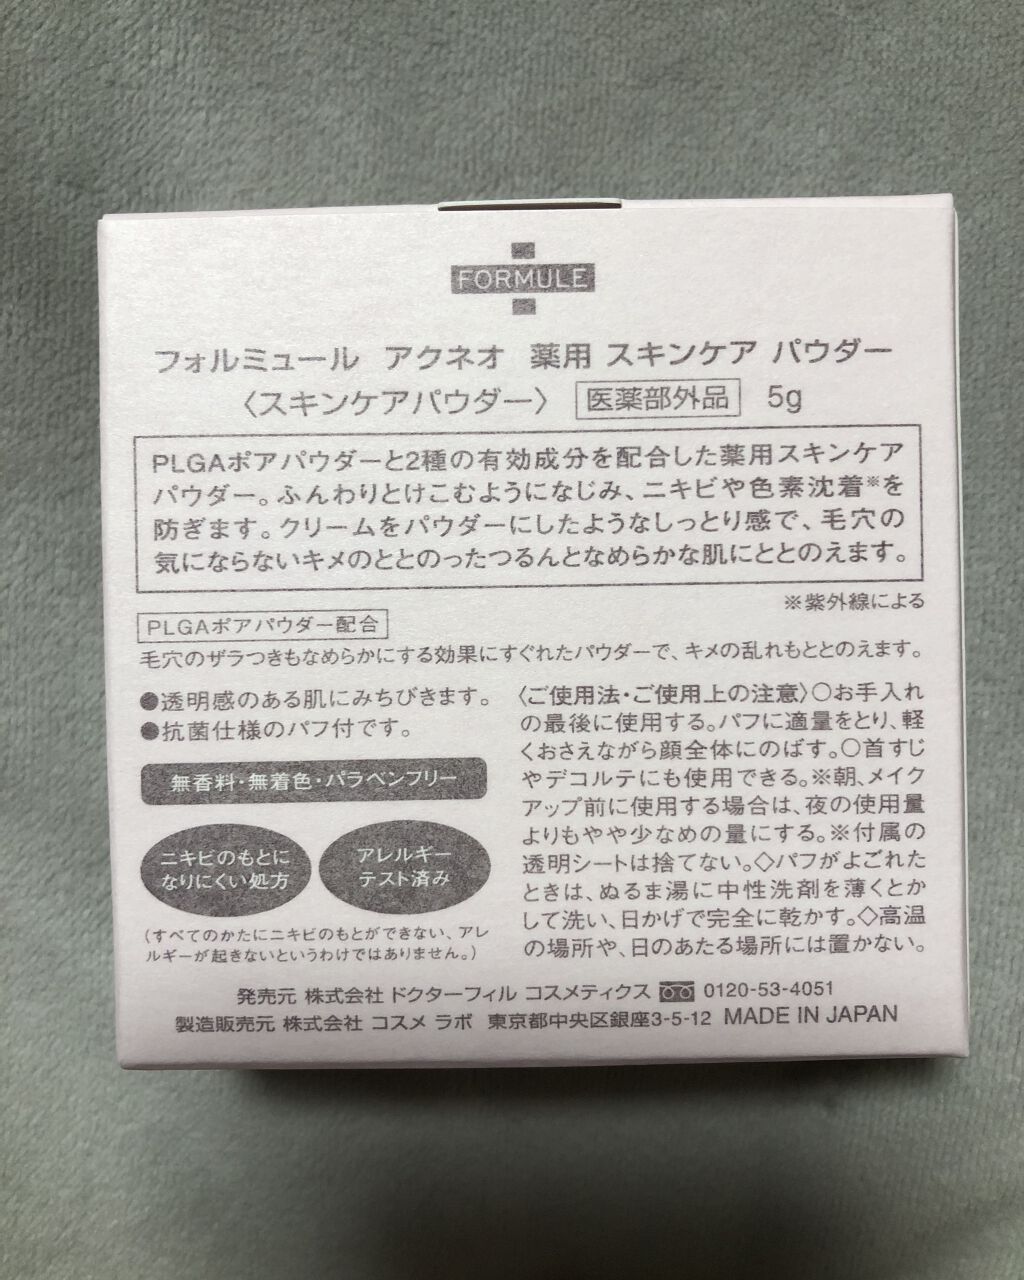 FORMULE
フォルミュール アクネオ 薬用 スキンケア パウダー
〈スキンケアパウダー〉 医薬部外品 5g
PLGAポアパウダーと2種の有効成分を配合した薬用スキンケア
パウダー。ふんわりとけこむようになじみ、ニキビや色素沈着※を
防ぎます。クリームをパウダーにしたようなしっとり感で、毛穴の
気にならないキメのととのったつるんとなめらかな肌にととのえます。
※紫外線による
PLGAポアパウダー配合
毛穴のザラつきもなめらかにする効果にすぐれたパウダーで、キメの乱れもととのえます。
●透明感のある肌にみちびきます。
●抗菌仕様のパフ付です。
無香料・無着色・パラベンフリー
ニキビのもとに
なりにくい処方
アレルギー
テスト済み
（すべてのかたにニキビのもとができない、アレ
ルギーが起きないというわけではありません。）
〈ご使用法・ご使用上の注意〉○お手入れ
の最後に使用する。パフに適量をとり、軽
くおさえながら顔全体にのばす。○首すじ
やデコルテにも使用できる。※朝、メイク
アップ前に使用する場合は、夜の使用量
よりもやや少なめの量にする。※付属の
透明シートは捨てない。◇パフがよごれた
ときは、ぬるま湯に中性洗剤を薄くとか
して洗い、日かげで完全に乾かす。◇高温
の場所や、日のあたる場所には置かない。
発売元 株式会社 ドクターフィル コスメティクス 0120-53-4051
製造販売元 株式会社 コスメ ラボ 東京都中央区銀座3-5-12 MADE IN JAPAN